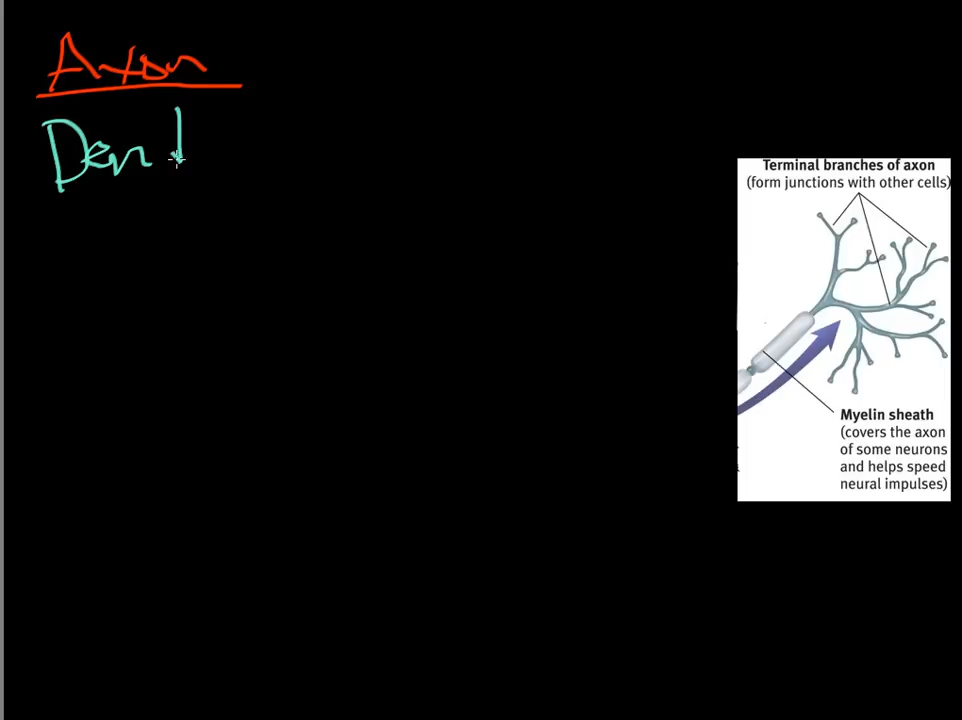 Axon
Den
Terminal branches of axon
(form junctions with other cells)
Myelin sheath
(covers the axon
of some neurons
and helps speed
neural impulses)